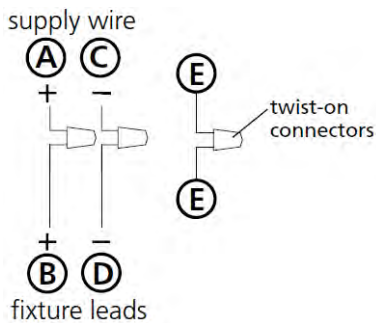 supply wire
A C
E
+ −
twist-on
connectors
E
+ −
B D
fixture leads